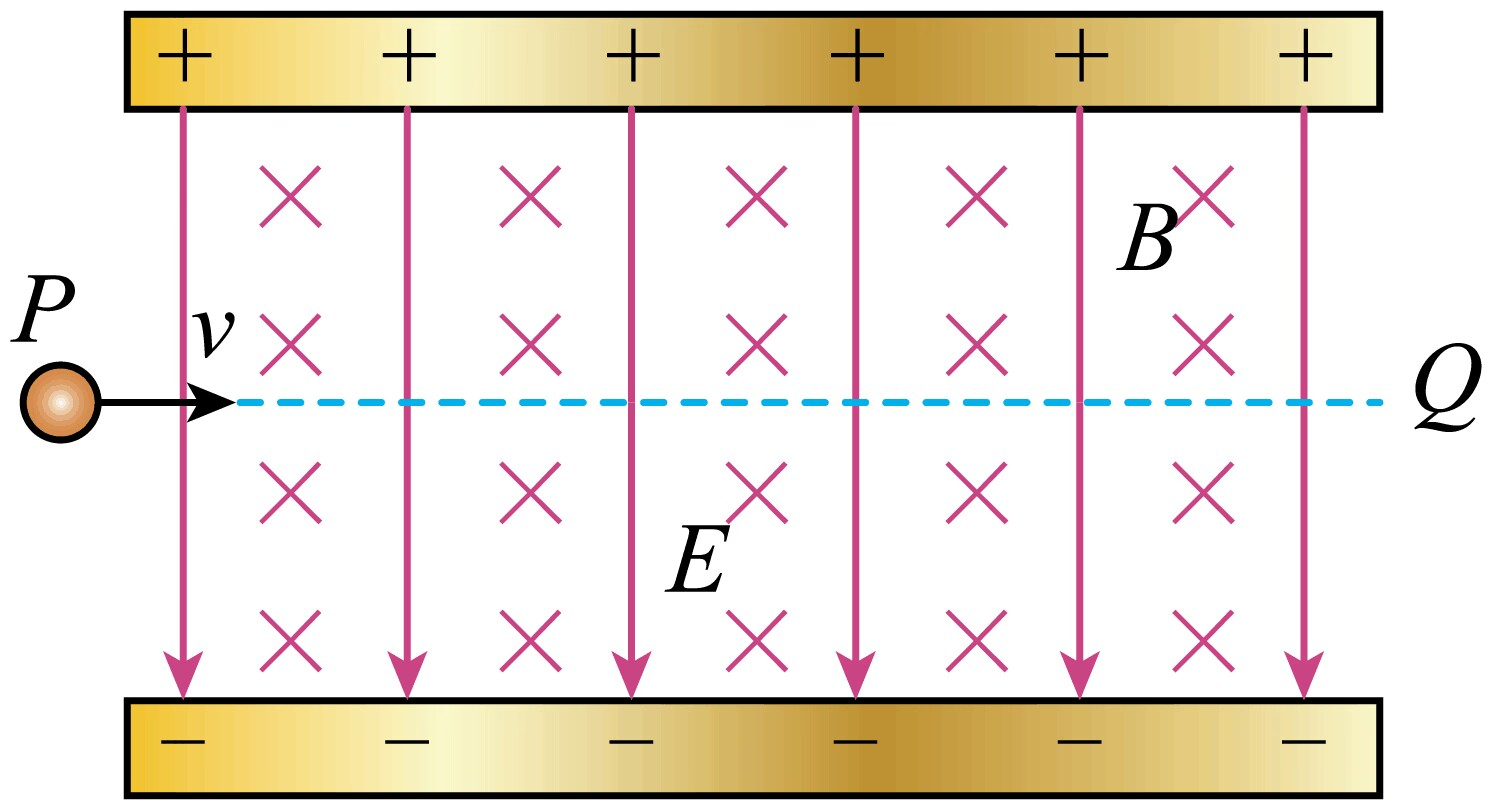 + + + + + +
B
P
v
Q
E
− − − − − −